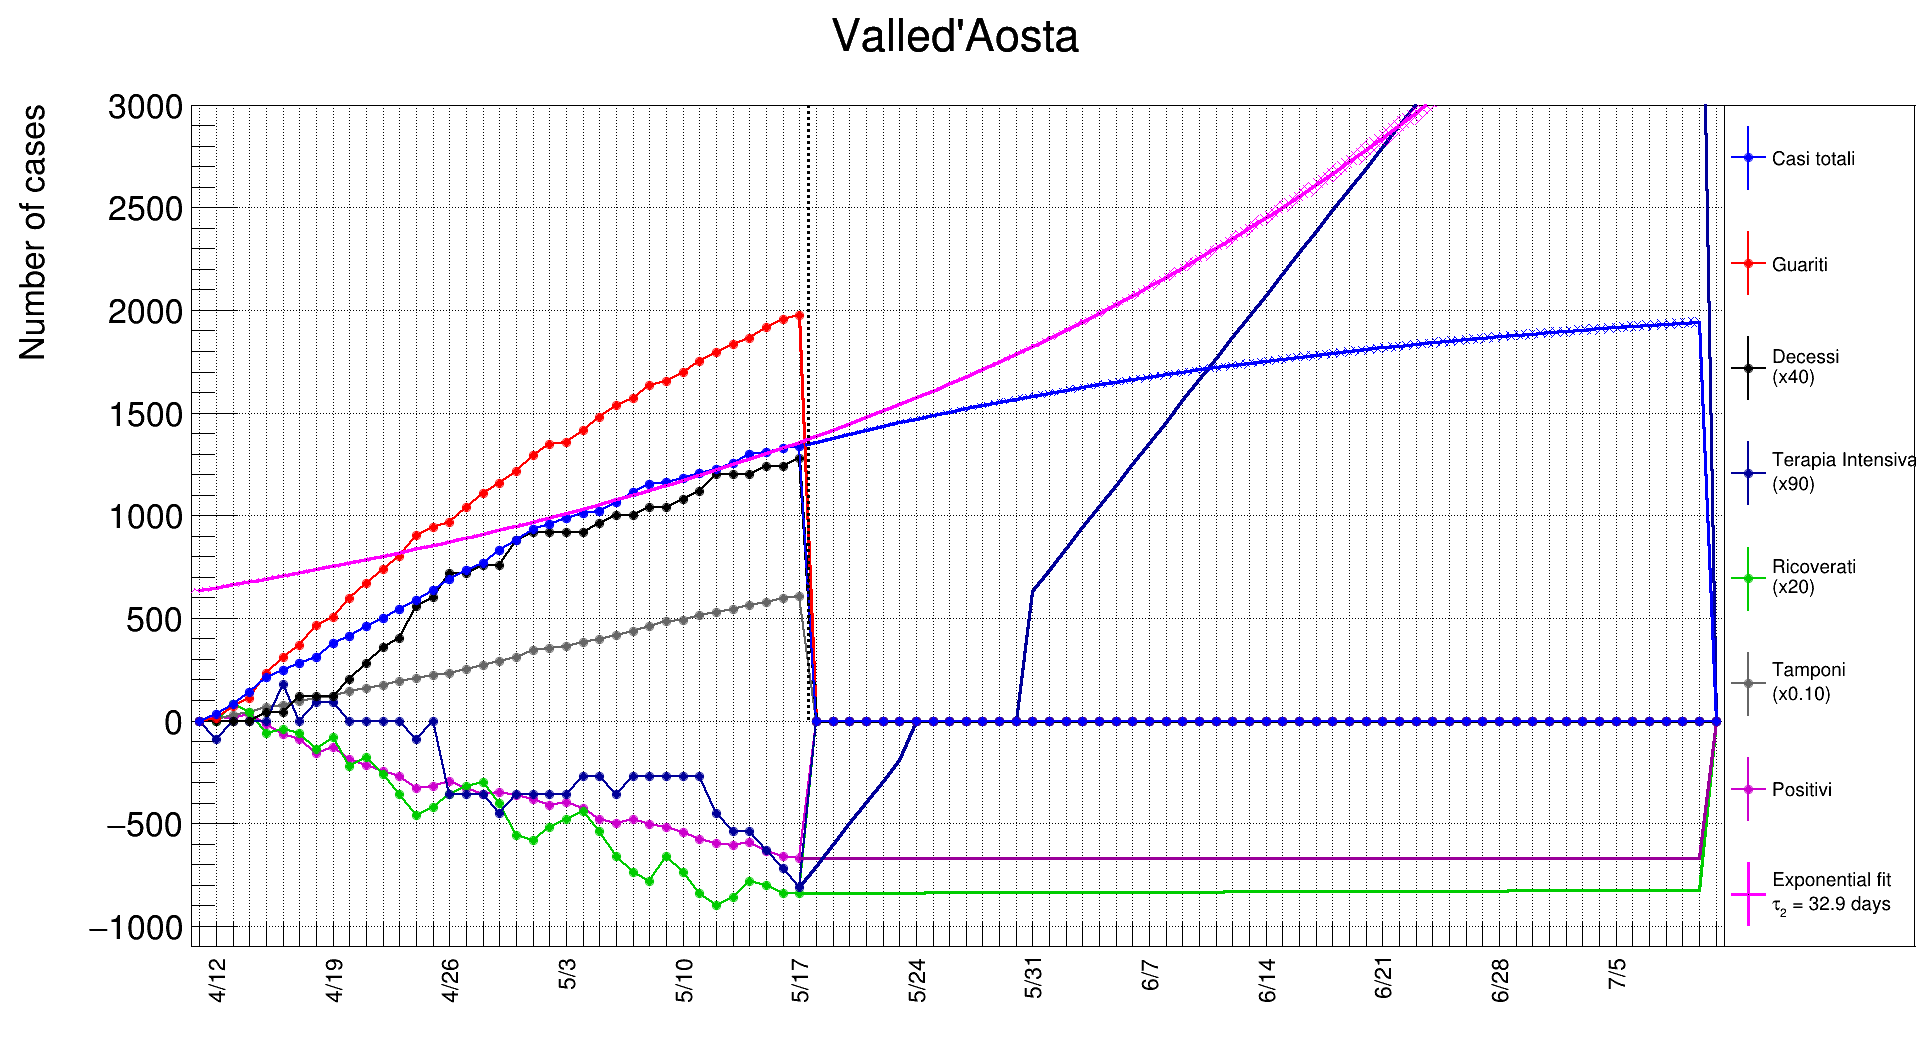 Valled'Aosta
Number of cases
3000
2500
2000
1500
1000
500
0
−500
−1000
4/12
4/19
4/26
5/3
5/10
5/17
5/24
5/31
6/7
6/14
6/21
6/28
7/5
Casi totali
Guariti
Decessi
(x40)
Terapia Intensiva
(x90)
Ricoverati
(x20)
Tamponi
(x0.10)
Positivi
Exponential fit
τ2 = 32.9 days